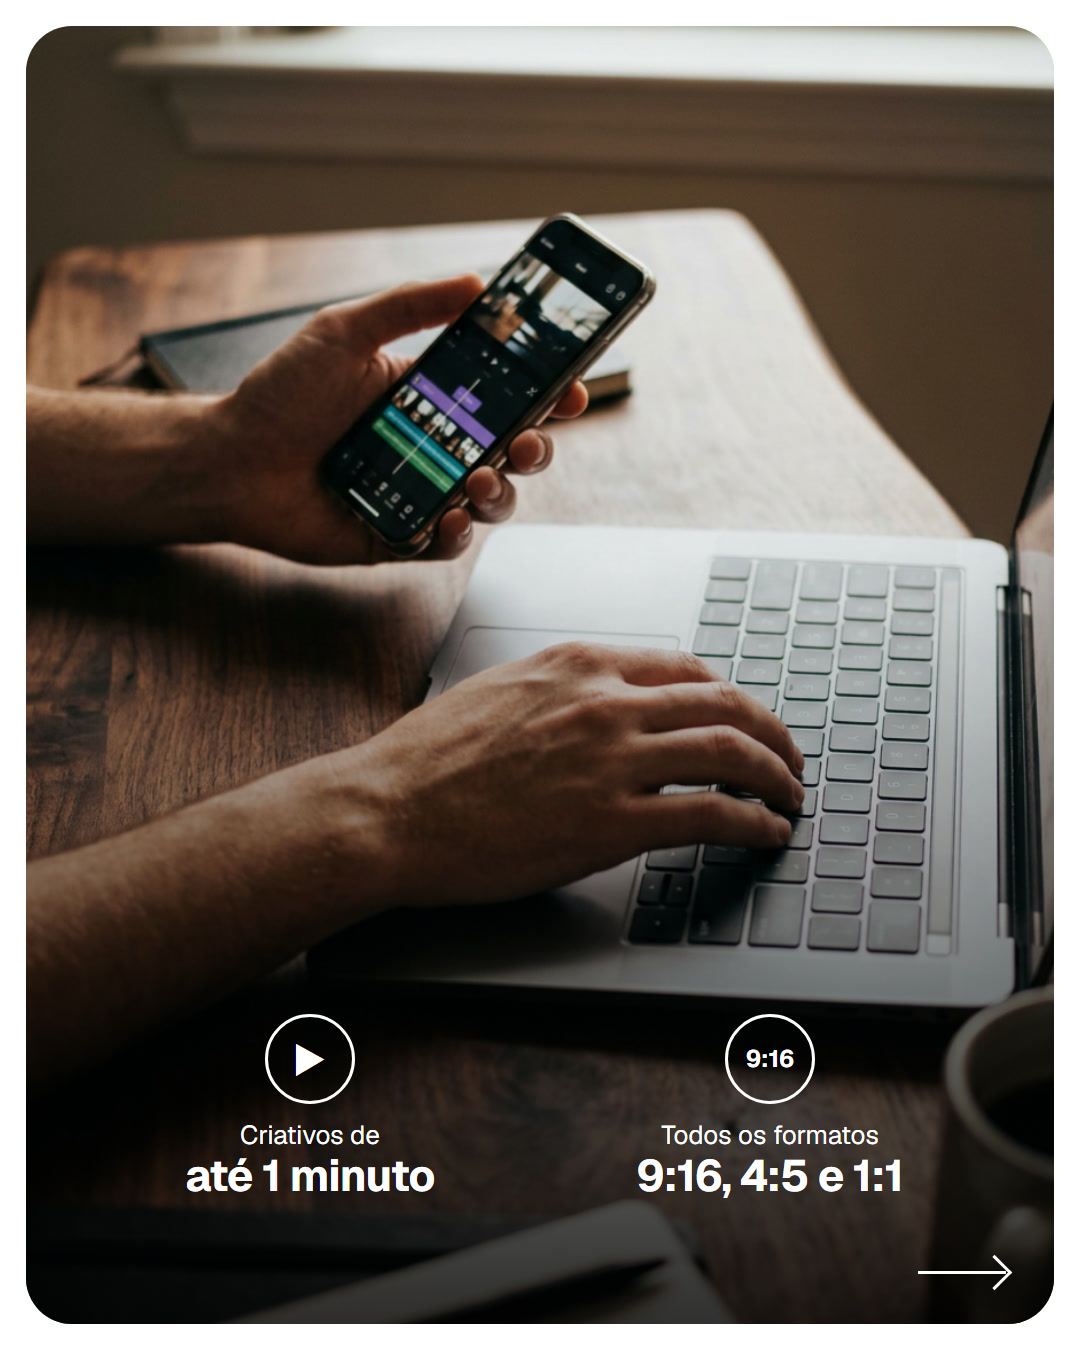 9:16
Criativos de
até 1 minuto
Todos os formatos
9:16, 4:5 e 1:1